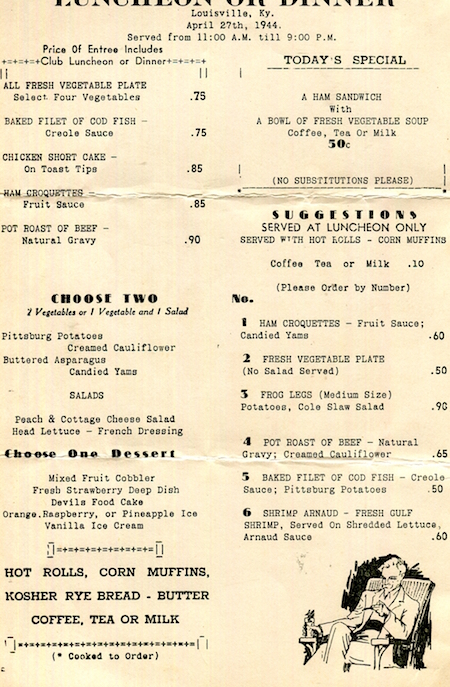 LUNCHEON OR DINNER
Louisville, Ky.
April 27th, 1944.
Served from 11:00 A.M. till 9:00 P.M.
Price Of Entree Includes
+=+=+=+=Club Luncheon or Dinner+=+=+=+
ALL FRESH VEGETABLE PLATE
Select Four Vegetables .75
BAKED FILET OF COD FISH -
Creole Sauce .75
CHICKEN SHORT CAKE -
On Toast Tips .85
HAM CROQUETTES -
Fruit Sauce .85
POT ROAST OF BEEF -
Natural Gravy .90
CHOOSE TWO
2 Vegetables or 1 Vegetable and 1 Salad
Pittsburg Potatoes
Creamed Cauliflower
Buttered Asparagus
Candied Yams
SALADS
Peach & Cottage Cheese Salad
Head Lettuce - French Dressing
Choose One Dessert
Mixed Fruit Cobbler
Fresh Strawberry Deep Dish
Devils Food Cake
Orange.Raspberry, or Pineapple Ice
Vanilla Ice Cream
HOT ROLLS, CORN MUFFINS,
KOSHER RYE BREAD - BUTTER
COFFEE, TEA OR MILK
(* Cooked to Order)
TODAY'S SPECIAL
A HAM SANDWICH
With
A BOWL OF FRESH VEGETABLE SOUP
Coffee, Tea Or Milk
50c
(NO SUBSTITUTIONS PLEASE)
SUGGESTIONS
SERVED AT LUNCHEON ONLY
SERVED WITH HOT ROLLS - CORN MUFFINS
Coffee Tea or Milk .10
(Please Order by Number)
No.
1 HAM CROQUETTES - Fruit Sauce;
Candied Yams .60
2 FRESH VEGETABLE PLATE
(No Salad Served) .50
3 FROG LEGS (Medium Size)
Potatoes, Cole Slaw Salad .90
4 POT ROAST OF BEEF - Natural
Gravy; Creamed Cauliflower .65
5 BAKED FILET OF COD FISH - Creole
Sauce; Pittsburg Potatoes .50
6 SHRIMP ARNAUD - FRESH GULF
SHRIMP, Served On Shredded Lettuce,
Arnaud Sauce .60